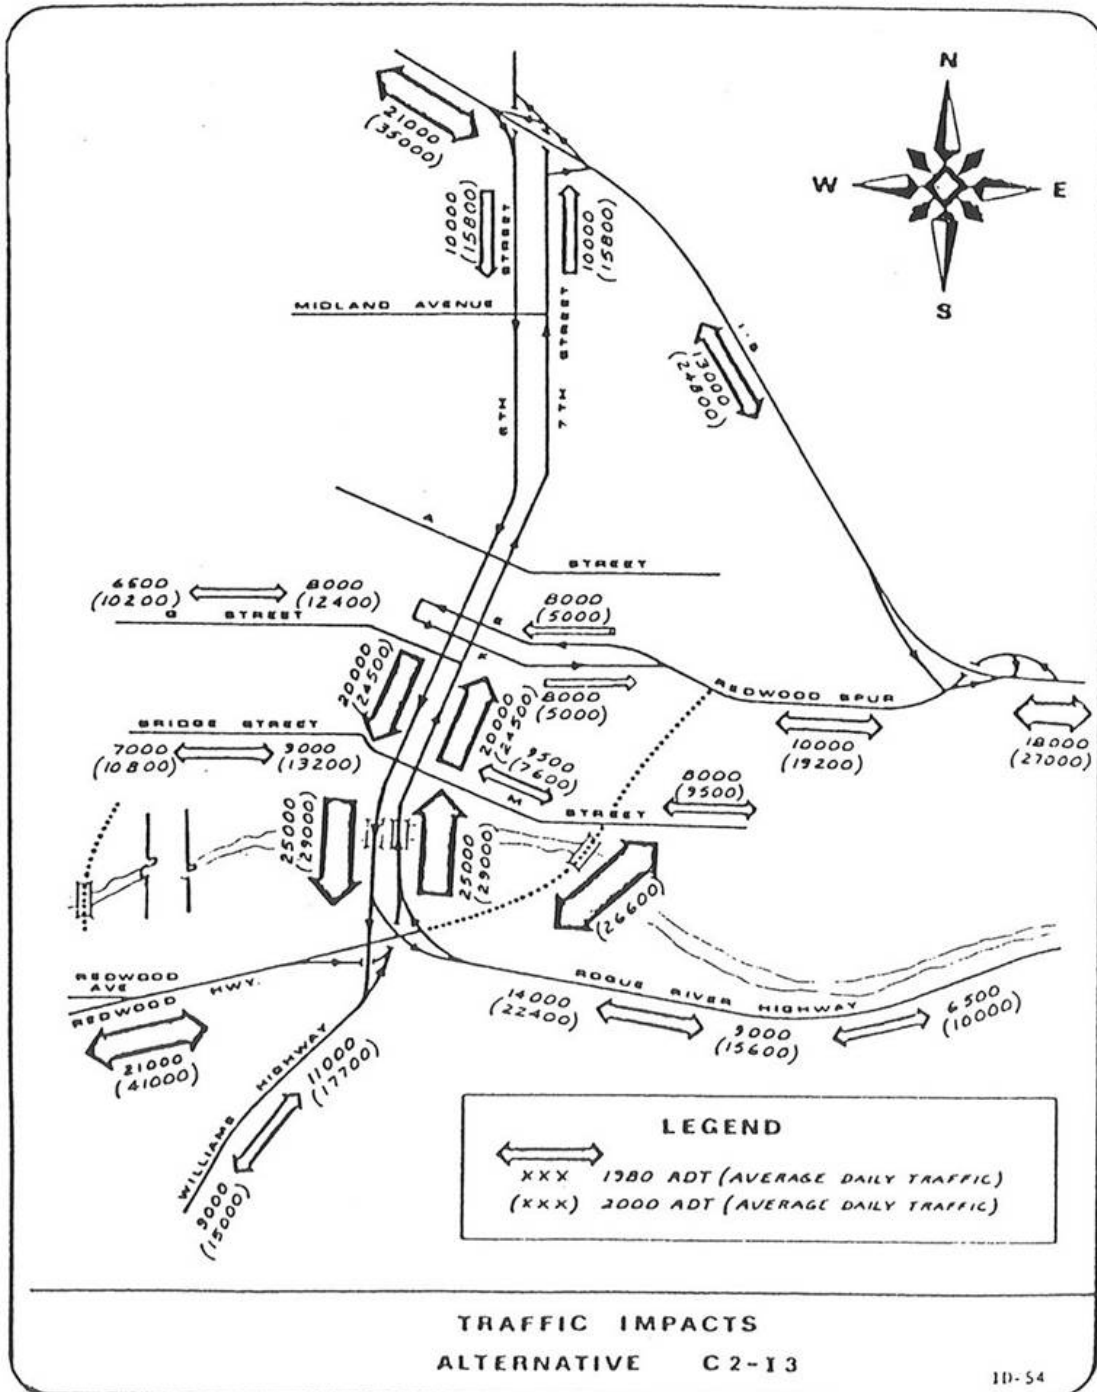 N
W
E
S
21000
(35000)
10000
(15800)
STREET
10000
(15800)
MIDLAND AVENUE
STREET
6TH
7TH
I-5
13000
(24800)
A
STREET
6600
(10200)
8000
(12400)
G STREET
E
8000
(5000)
F
8000
(5000)
20000
(24500)
20000
(24500)
REDWOOD SPUR
10000
(19200)
18000
(27000)
BRIDGE STREET
7000
(10800)
9000
(13200)
9500
(7600)
M STREET
8000
(9500)
25000
(29000)
25000
(29000)
(26600)
REDWOOD
AVE
REDWOOD HWY.
21000
(41000)
ROGUE RIVER HIGHWAY
14000
(22400)
9000
(15600)
6500
(10000)
WILLIAMS HIGHWAY
11000
(17700)
9000
(15000)
LEGEND
XXX 1980 ADT (AVERAGE DAILY TRAFFIC)
(XXX) 2000 ADT (AVERAGE DAILY TRAFFIC)
TRAFFIC IMPACTS
ALTERNATIVE C2-I3
1D-54